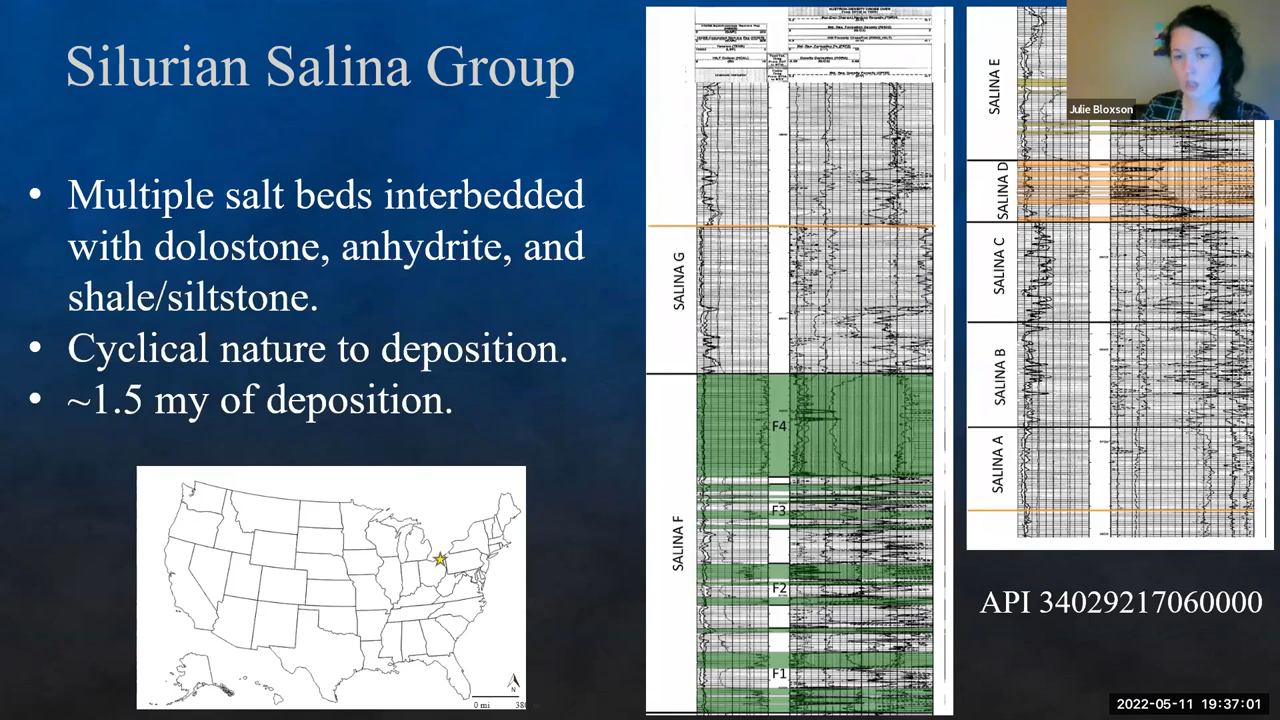 Silurian Salina Group
• Multiple salt beds interbedded
with dolostone, anhydrite, and
shale/siltstone.
• Cyclical nature to deposition.
• ~1.5 my of deposition.
N
0 mi
SALINA G
SALINA F
F4
F3
F2
F1
SALINA E
SALINA D
SALINA C
SALINA B
SALINA A
Julie Bloxson
API 34029217060000
2022-05-11 19:37:01